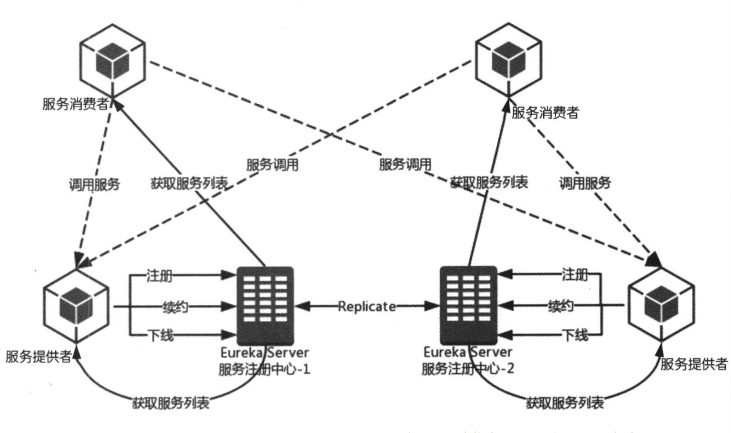 服务消费者
服务消费者
服务调用
服务调用
调用服务
获取服务列表
获取服务列表
调用服务
注册
注册
续约
Replicate
续约
下线
下线
服务提供者
Eureka Server
服务注册中心-1
Eureka Server
服务注册中心-2
服务提供者
获取服务列表
获取服务列表